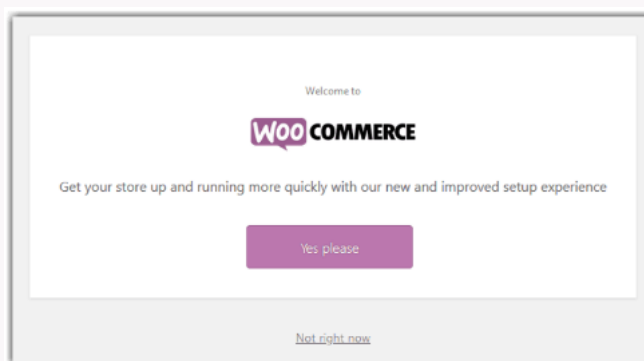 Welcome to
WOO COMMERCE
Get your store up and running more quickly with our new and improved setup experience
Yes please
Not right now